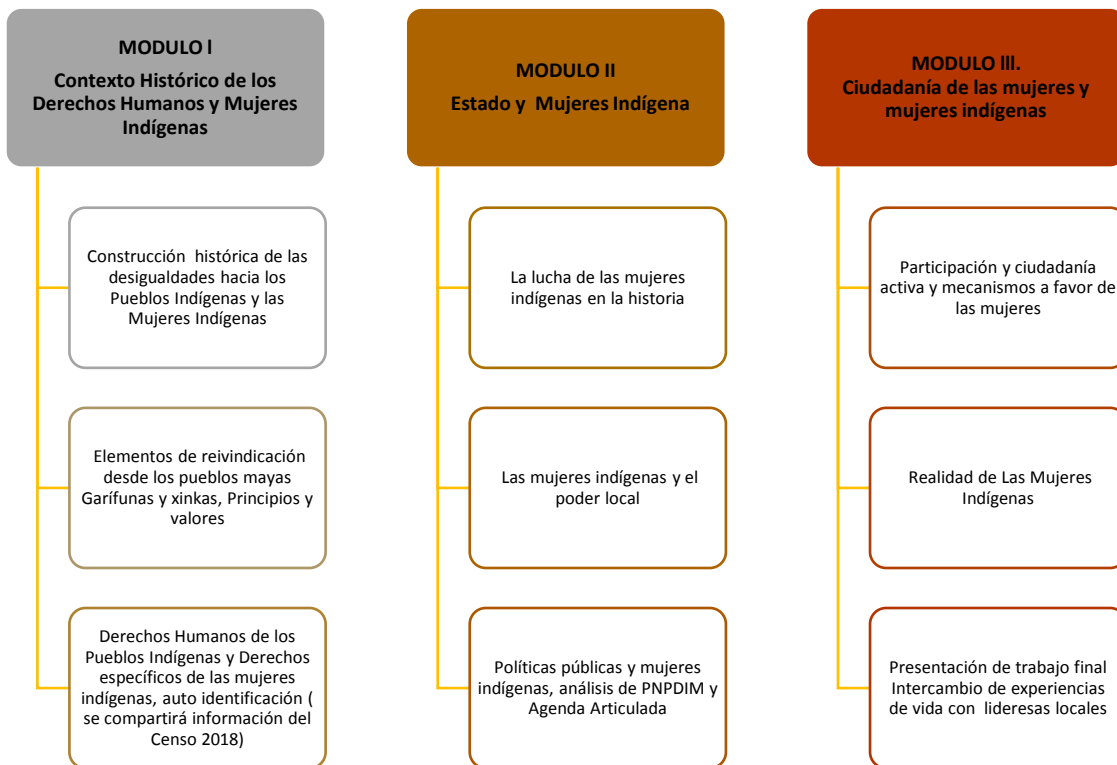 MODULO l
Contexto Histórico de los
Derechos Humanos y Mujeres
Indígenas
Construcción histórica de las
desigualdades hacia los
Pueblos Indígenas y las
Mujeres Indígenas
Elementos de reivindicación
desde los pueblos mayas
Garífunas y xinkas, Principios y
valores
Derechos Humanos de los
Pueblos Indígenas y Derechos
específicos de las mujeres
indígenas, auto identificación (
se compartirá información del
Censo 2018)
MODULO II
Estado y Mujeres Indígena
La lucha de las mujeres
indígenas en la historia
Las mujeres indígenas y el
poder local
Políticas públicas y mujeres
indígenas, análisis de PNPDIM y
Agenda Articulada
MODULO lll.
Ciudadanía de las mujeres y
mujeres indígenas
Participación y ciudadanía
activa y mecanismos a favor de
las mujeres
Realidad de Las Mujeres
Indígenas
Presentación de trabajo final
Intercambio de experiencias
de vida con lideresas locales